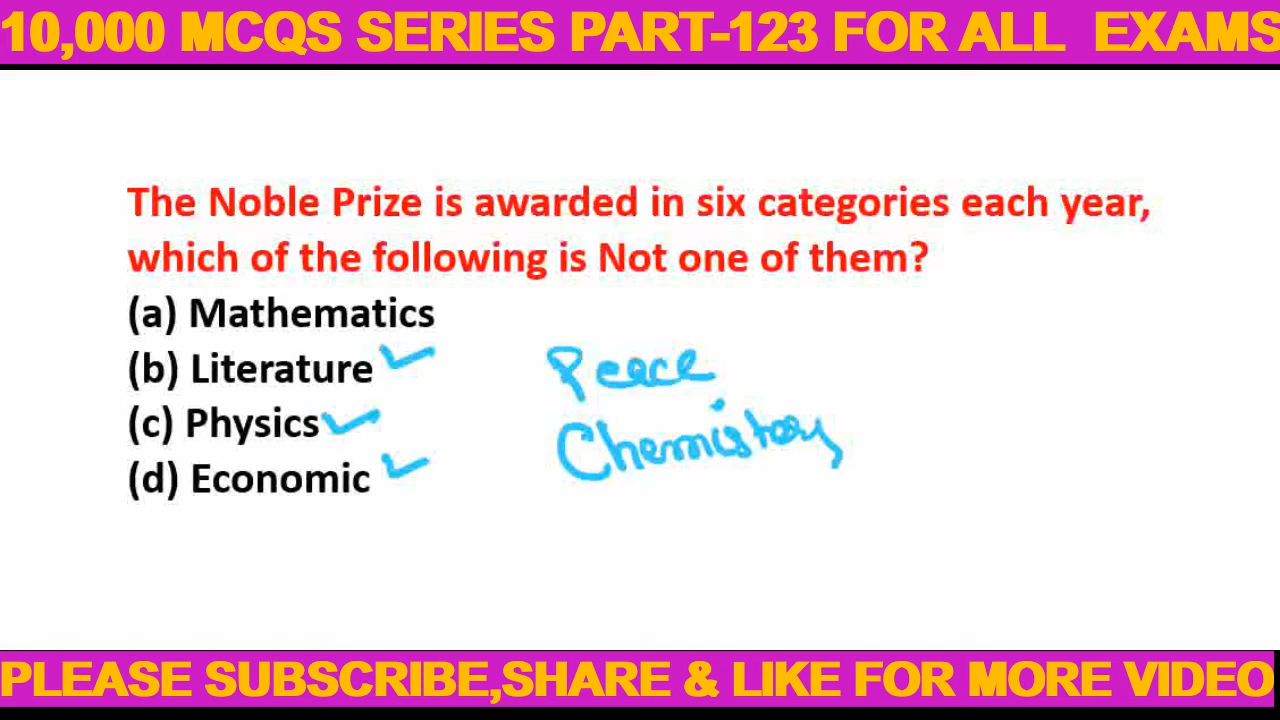 10,000 MCQS SERIES PART-123 FOR ALL EXAMS
The Noble Prize is awarded in six categories each year,
which of the following is Not one of them?
(a) Mathematics
(b) Literature
(c) Physics
(d) Economic
Peace
Chemistry
PLEASE SUBSCRIBE,SHARE & LIKE FOR MORE VIDEO